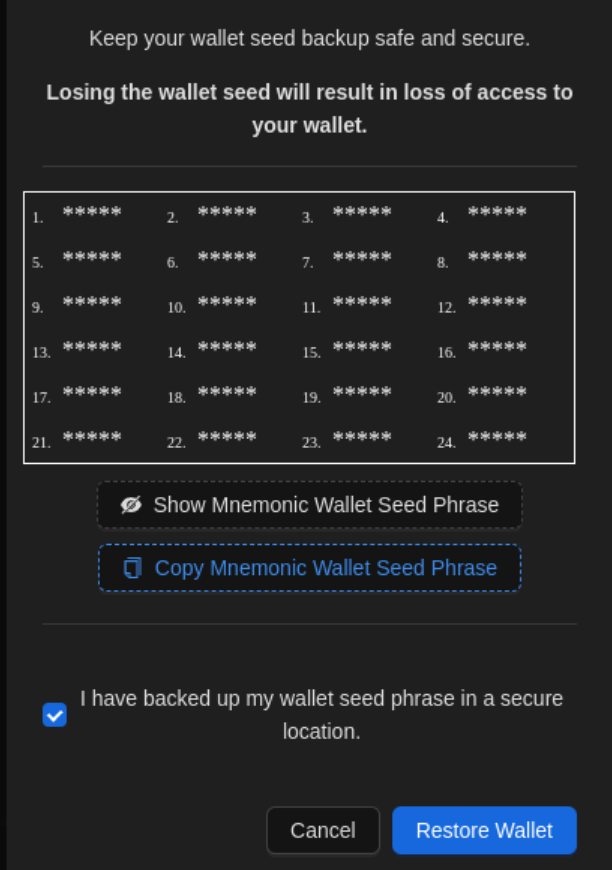 Keep your wallet seed backup safe and secure.
Losing the wallet seed will result in loss of access to
your wallet.
1. ***** 2. ***** 3. ***** 4. *****
5. ***** 6. ***** 7. ***** 8. *****
9. ***** 10. ***** 11. ***** 12. *****
13. ***** 14. ***** 15. ***** 16. *****
17. ***** 18. ***** 19. ***** 20. *****
21. ***** 22. ***** 23. ***** 24. *****
Show Mnemonic Wallet Seed Phrase
Copy Mnemonic Wallet Seed Phrase
I have backed up my wallet seed phrase in a secure
location.
Cancel Restore Wallet